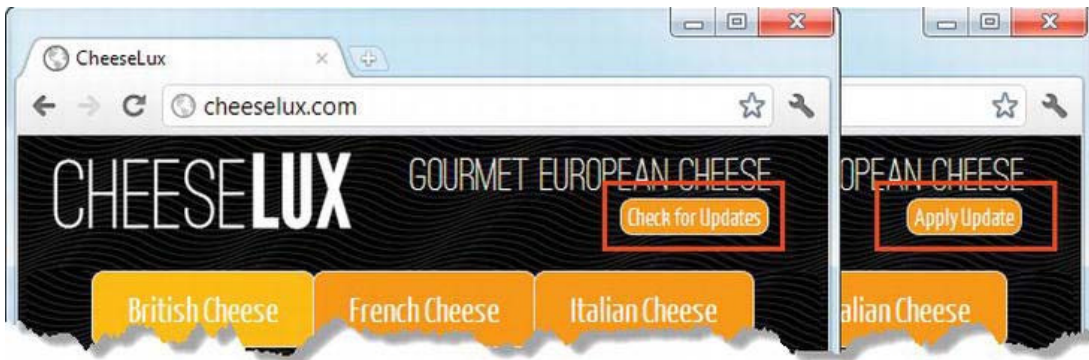 CheeseLux
cheeselux.com
CHEESELUX
GOURMET EUROPEAN CHEESE
Check for Updates
British Cheese
French Cheese
Italian Cheese
OPEAN CHEESE
Apply Update
alian Cheese